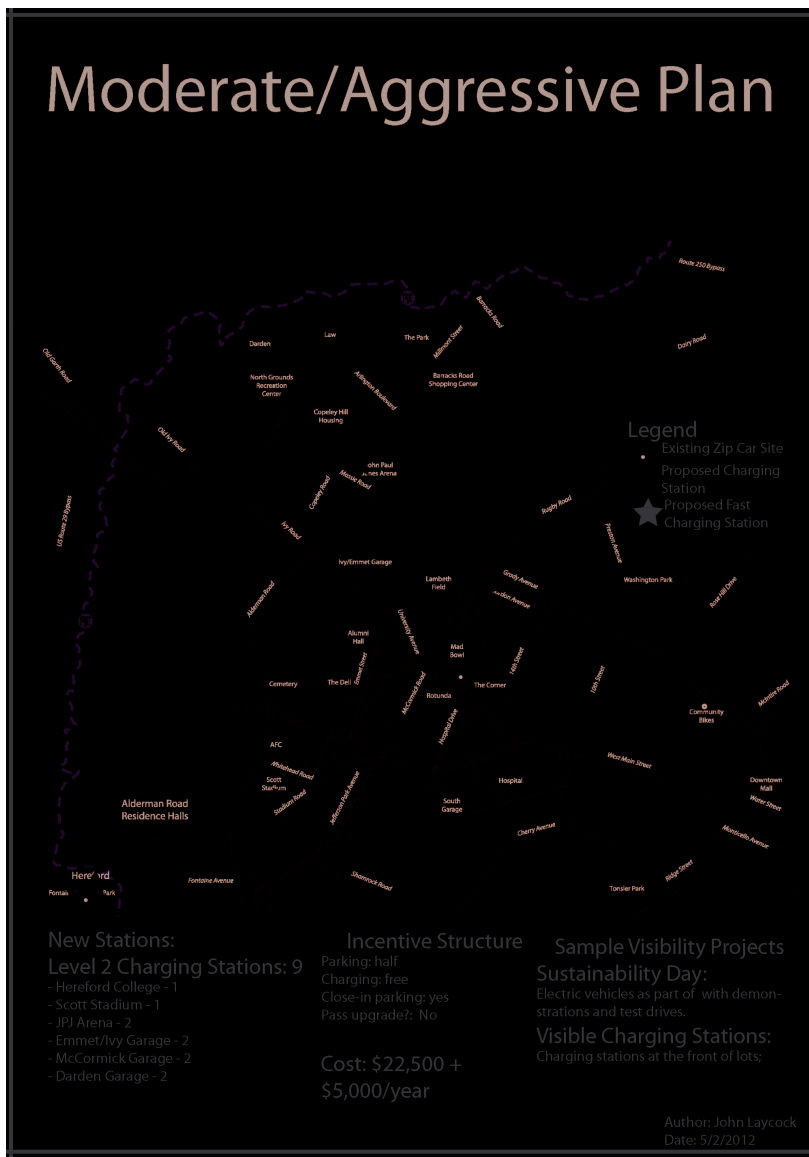 Moderate/Aggressive Plan
Route 250 Bypass
Barracks Road
Millmont Street
The Park
Law
Darden
Dairy Road
Old Garth Road
North Grounds
Recreation
Center
Arlington Boulevard
Barracks Road
Shopping Center
Copeley Hill
Housing
Old Ivy Road
Legend
Existing Zip Car Site
Proposed Charging
Station
Proposed Fast
Charging Station
John Paul
Jones Arena
Massie Road
Copeley Road
US Route 29 Bypass
Ivy Road
Rugby Road
Preston Avenue
Ivy/Emmet Garage
Lambeth
Field
Grady Avenue
Gordon Avenue
Washington Park
Rose Hill Drive
Alderman Road
University Avenue
Alumni
Hall
Emmet Street
Mad
Bowl
14th Street
10th Street
Cemetery
The Dell
McCormick Road
Rotunda
The Corner
McIntire Road
Community
Bikes
Hospital Drive
AFC
Whitehead Road
Scott
Stadium
Stadium Road
Jefferson Park Avenue
West Main Street
Hospital
Downtown
Mall
Water Street
Alderman Road
Residence Halls
South
Garage
Cherry Avenue
Monticello Avenue
Hereford
Fontai Park
Fontaine Avenue
Shamrock Road
Tonsler Park
Ridge Street
New Stations:
Level 2 Charging Stations: 9
- Hereford College - 1
- Scott Stadium - 1
- JPJ Arena - 2
- Emmet/Ivy Garage - 2
- McCormick Garage - 2
- Darden Garage - 2
Incentive Structure
Parking: half
Charging: free
Close-in parking: yes
Pass upgrade?: No
Cost: $22,500 +
$5,000/year
Sample Visibility Projects
Sustainability Day:
Electric vehicles as part of with demon-
strations and test drives.
Visible Charging Stations:
Charging stations at the front of lots;
Author: John Laycock
Date: 5/2/2012